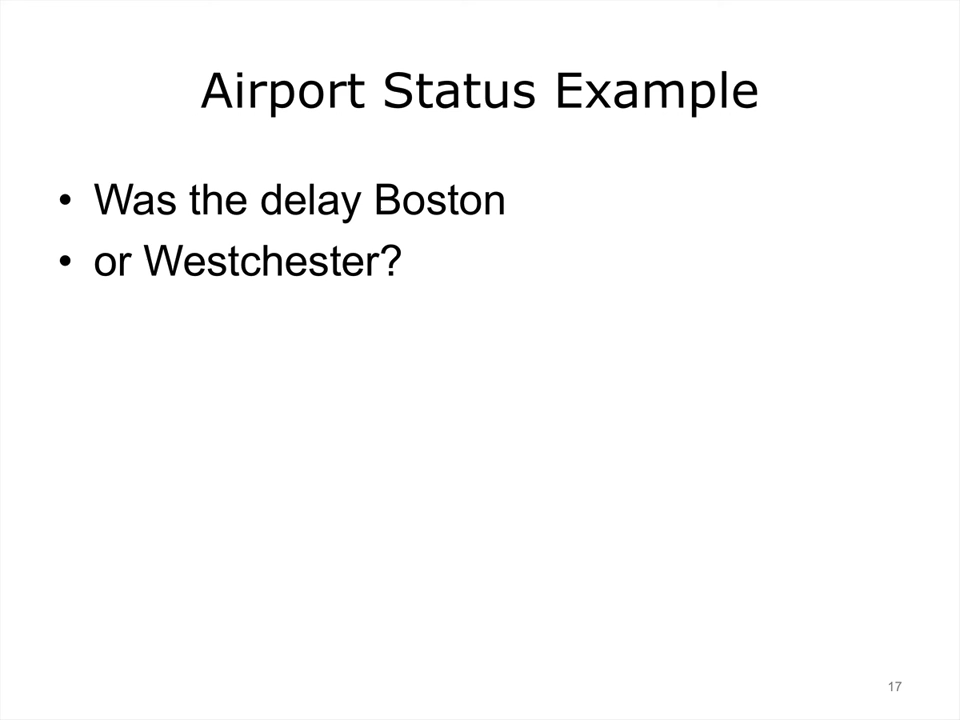 Airport Status Example
• Was the delay Boston
• or Westchester?
17